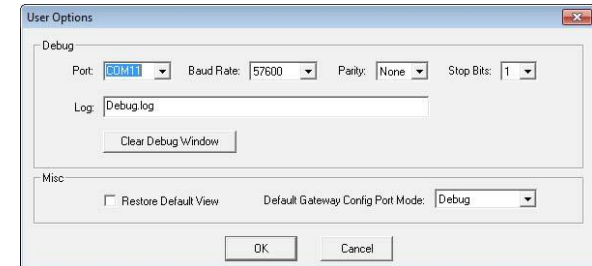 User Options
Debug
Port: COM11 Baud Rate: 57600 Parity: None Stop Bits: 1
Log: Debug.log
Clear Debug Window
Misc
Restore Default View Default Gateway Config Port Mode: Debug
OK Cancel